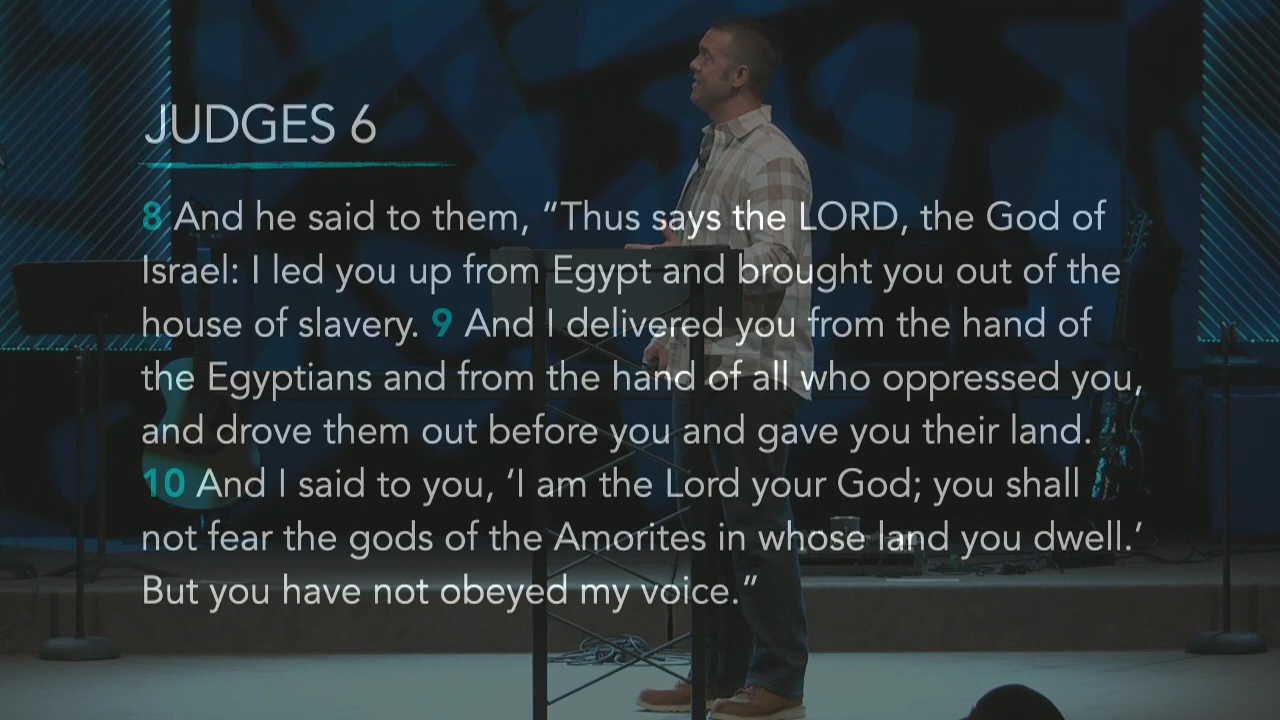 JUDGES 6
8 And he said to them, “Thus says the LORD, the God of
Israel: I led you up from Egypt and brought you out of the
house of slavery. 9 And I delivered you from the hand of
the Egyptians and from the hand of all who oppressed you,
and drove them out before you and gave you their land.
10 And I said to you, ‘I am the Lord your God; you shall
not fear the gods of the Amorites in whose land you dwell.’
But you have not obeyed my voice.”